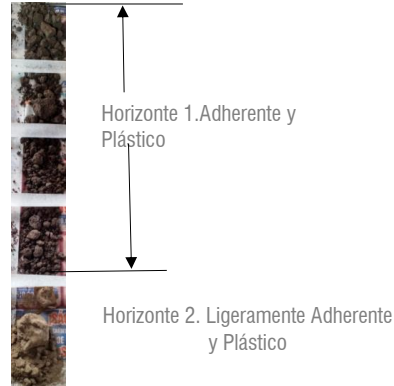 Horizonte 1.Adherente y
Plástico
Horizonte 2. Ligeramente Adherente
y Plástico